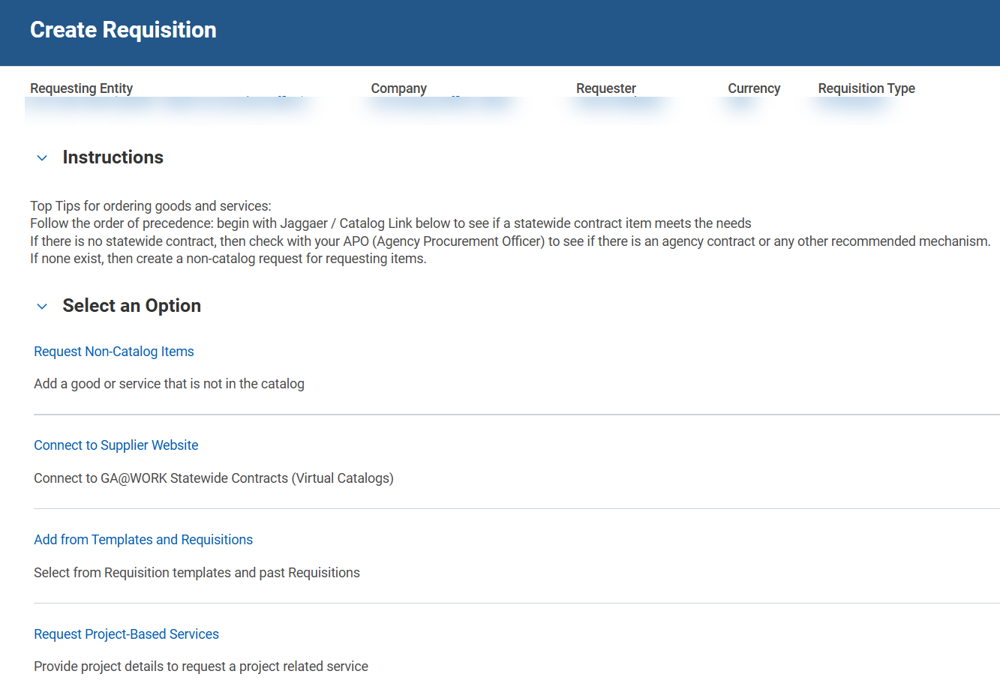 Create Requisition
Requesting Entity Company Requester Currency Requisition Type
Instructions
Top Tips for ordering goods and services:
Follow the order of precedence: begin with Jaggaer / Catalog Link below to see if a statewide contract item meets the needs
If there is no statewide contract, then check with your APO (Agency Procurement Officer) to see if there is an agency contract or any other recommended mechanism.
If none exist, then create a non-catalog request for requesting items.
Select an Option
Request Non-Catalog Items
Add a good or service that is not in the catalog
Connect to Supplier Website
Connect to GA@WORK Statewide Contracts (Virtual Catalogs)
Add from Templates and Requisitions
Select from Requisition templates and past Requisitions
Request Project-Based Services
Provide project details to request a project related service